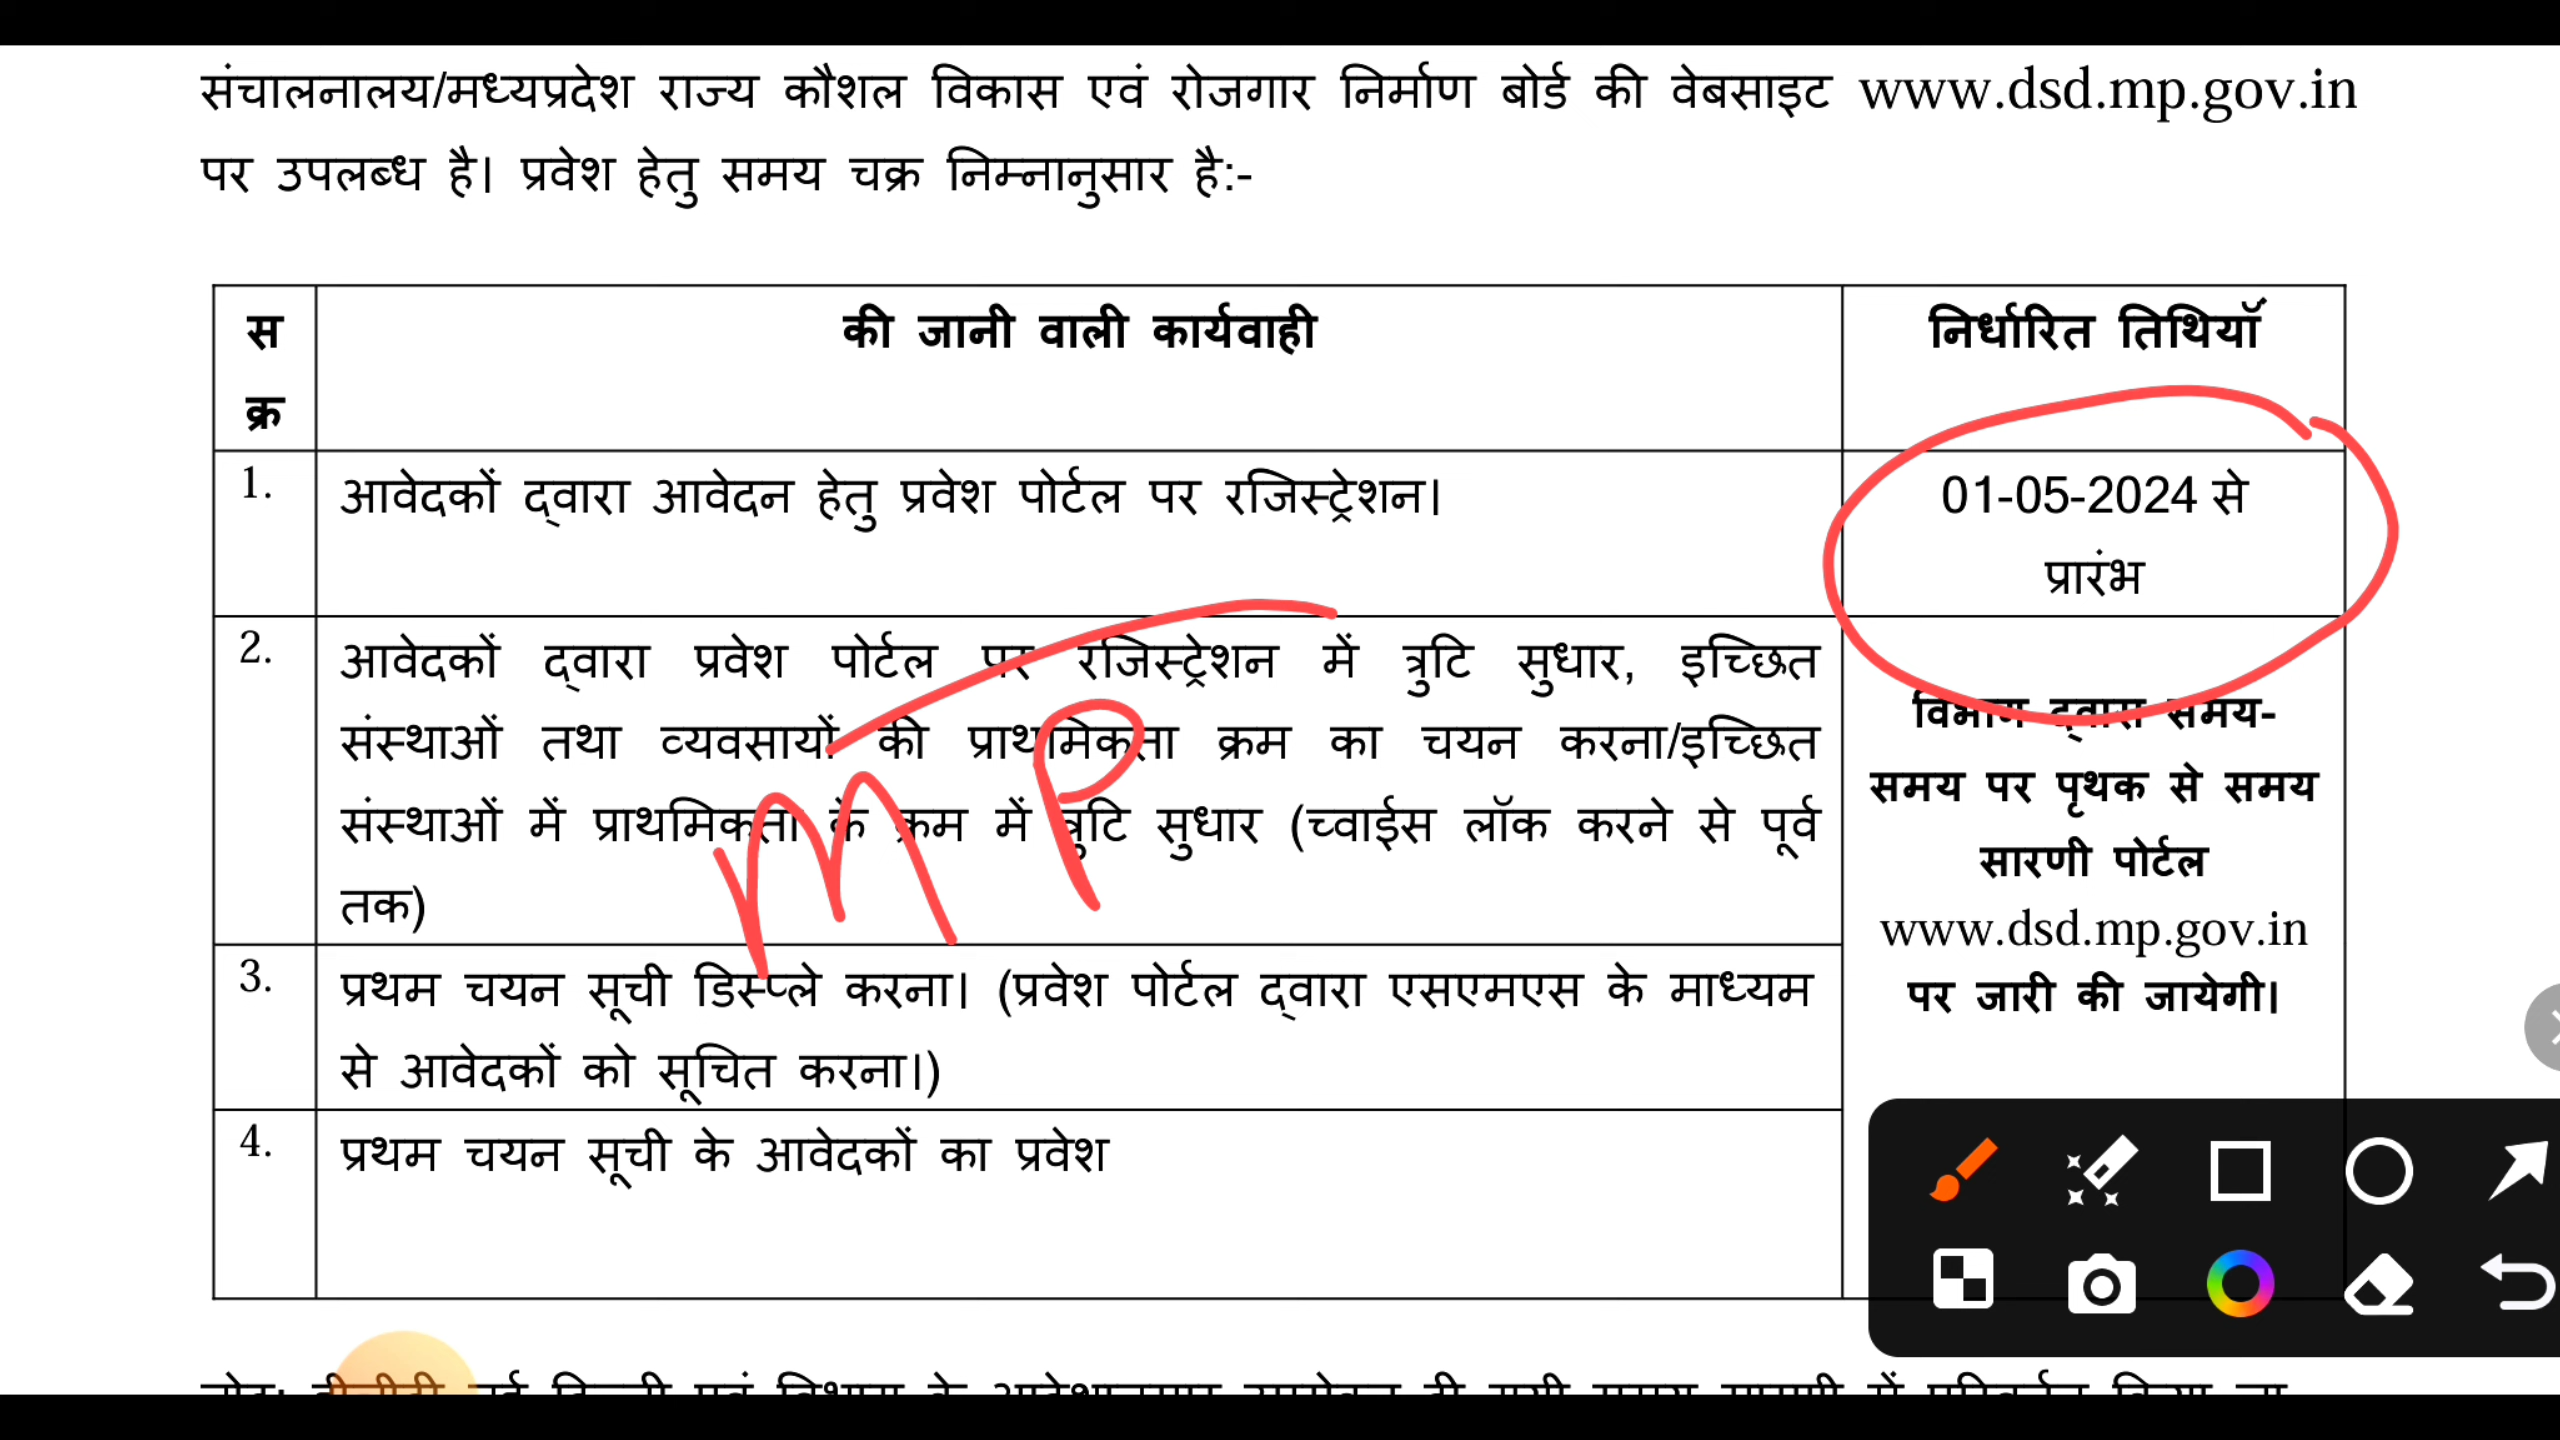 संचालनालय/मध्यप्रदेश राज्य कौशल विकास एवं रोजगार निर्माण बोर्ड की वेबसाइट www.dsd.mp.gov.in
पर उपलब्ध है। प्रवेश हेतु समय चक्र निम्नानुसार है:-
स क्र
की जानी वाली कार्यवाही
निर्धारित तिथियाॅं
1.
आवेदकों द्वारा आवेदन हेतु प्रवेश पोर्टल पर रजिस्ट्रेशन।
01-05-2024 से
प्रारंभ
2.
आवेदकों द्वारा प्रवेश पोर्टल पर रजिस्ट्रेशन में त्रुटि सुधार, इच्छित
संस्थाओं तथा व्यवसायों की प्राथमिकता क्रम का चयन करना/इच्छित
संस्थाओं में प्राथमिकता के क्रम में त्रुटि सुधार (च्वाईस लॉक करने से पूर्व
तक)
MP
विभाग द्वारा समय-
समय पर पृथक से समय
सारणी पोर्टल
www.dsd.mp.gov.in
पर जारी की जायेगी।
3.
प्रथम चयन सूची डिस्प्ले करना। (प्रवेश पोर्टल द्वारा एसएमएस के माध्यम
से आवेदकों को सूचित करना।)
4.
प्रथम चयन सूची के आवेदकों का प्रवेश